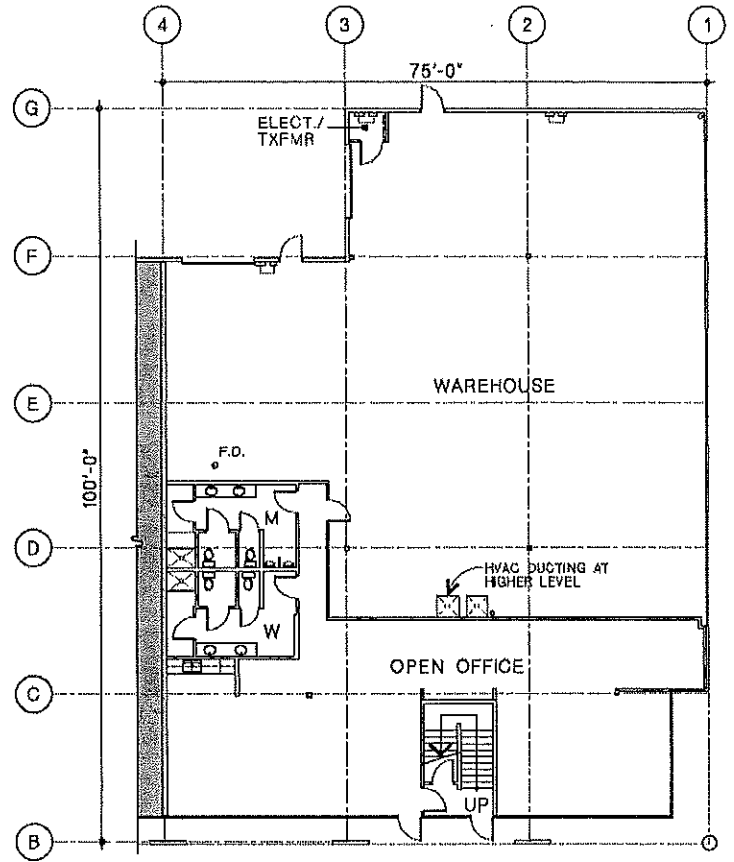 4 3 2 1
75'-0"
G
ELECT./
TXFMR
F
WAREHOUSE
E
100'-0"
F.D.
M
D
HVAC DUCTING AT
HIGHER LEVEL
W
OPEN OFFICE
C
UP
B